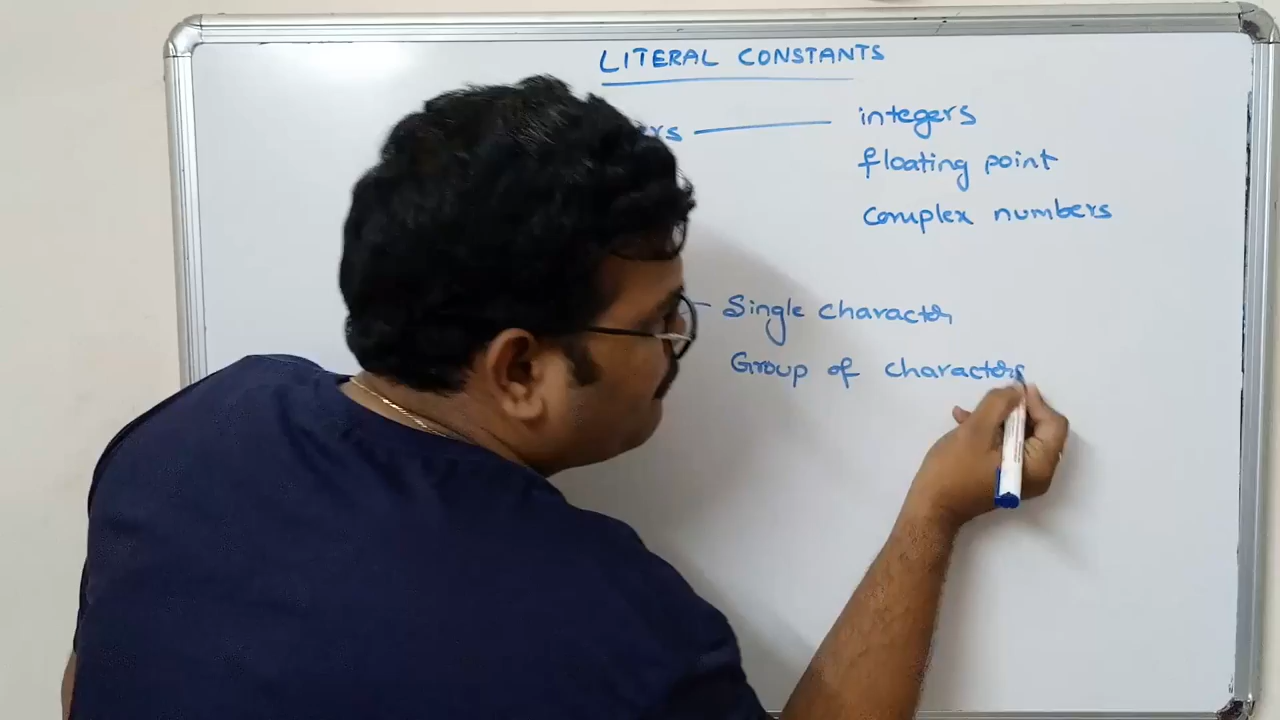 LITERAL CONSTANTS
integers
floating point
complex numbers
Single character
Group of characters